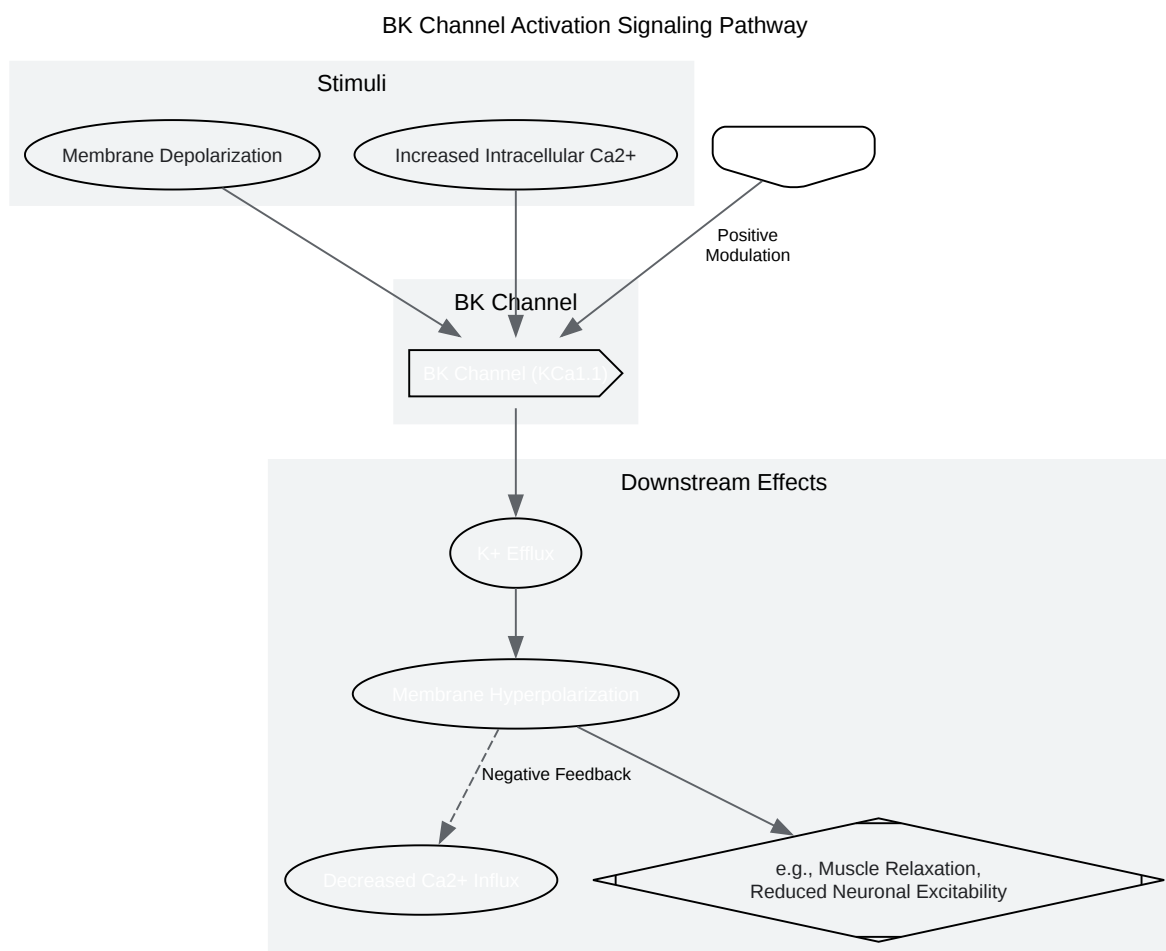 BK Channel Activation Signaling Pathway
Stimuli
Membrane Depolarization
Increased Intracellular Ca2+
Positive
Modulation
BK Channel
BK Channel (KCa1.1)
Downstream Effects
K+ Efflux
Membrane Hyperpolarization
Negative Feedback
Decreased Ca2+ Influx
e.g., Muscle Relaxation,
Reduced Neuronal Excitability